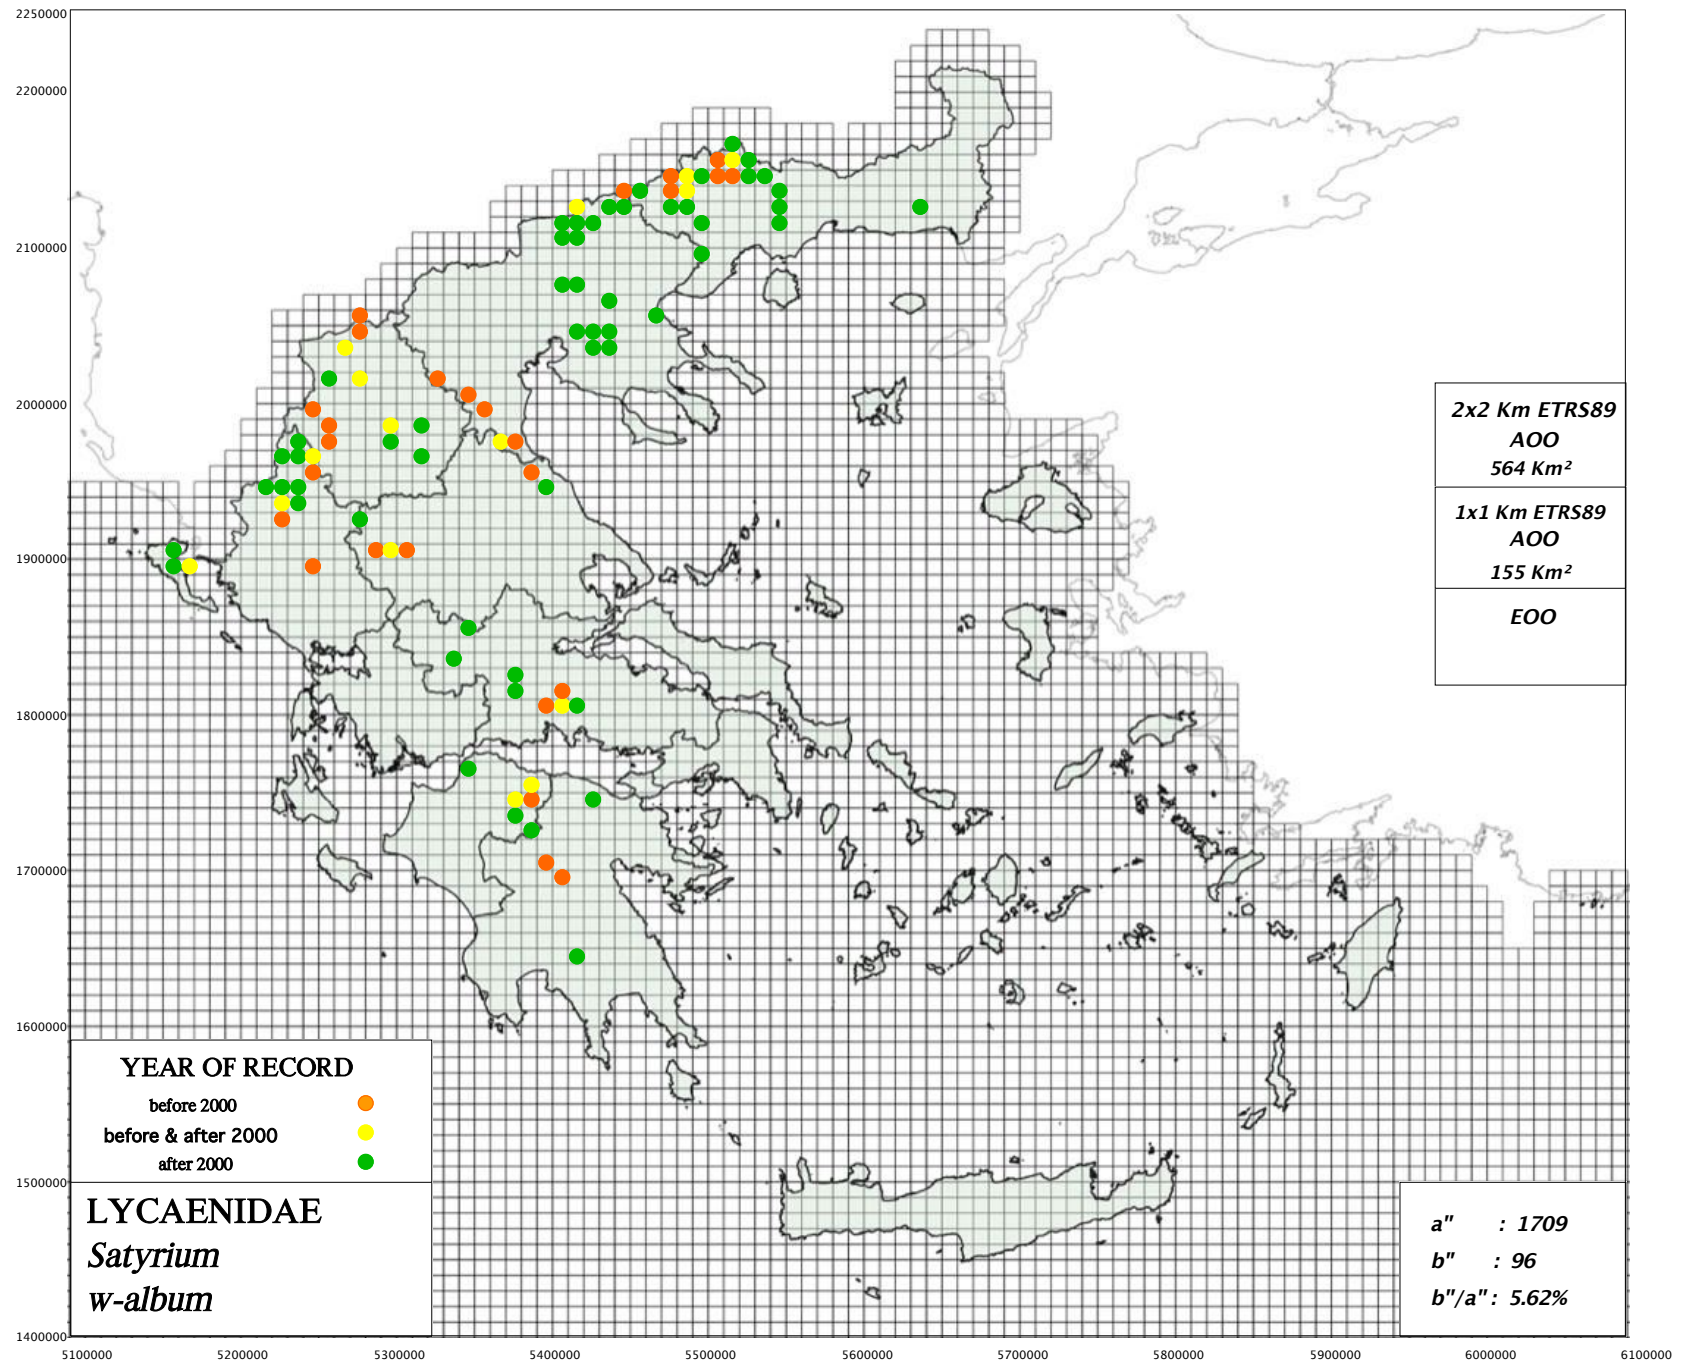 2250000
2200000
2100000
2000000
1900000
1800000
1700000
1600000
1500000
1400000
2x2 Km ETRS89
AOO
564 Km²
1x1 Km ETRS89
AOO
155 Km²
EOO
YEAR OF RECORD
before 2000
before & after 2000
after 2000
LYCAENIDAE
Satyrium
w-album
a" : 1709
b" : 96
b"/a" : 5.62%
5100000 5200000 5300000 5400000 5500000 5600000 5700000 5800000 5900000 6000000 6100000